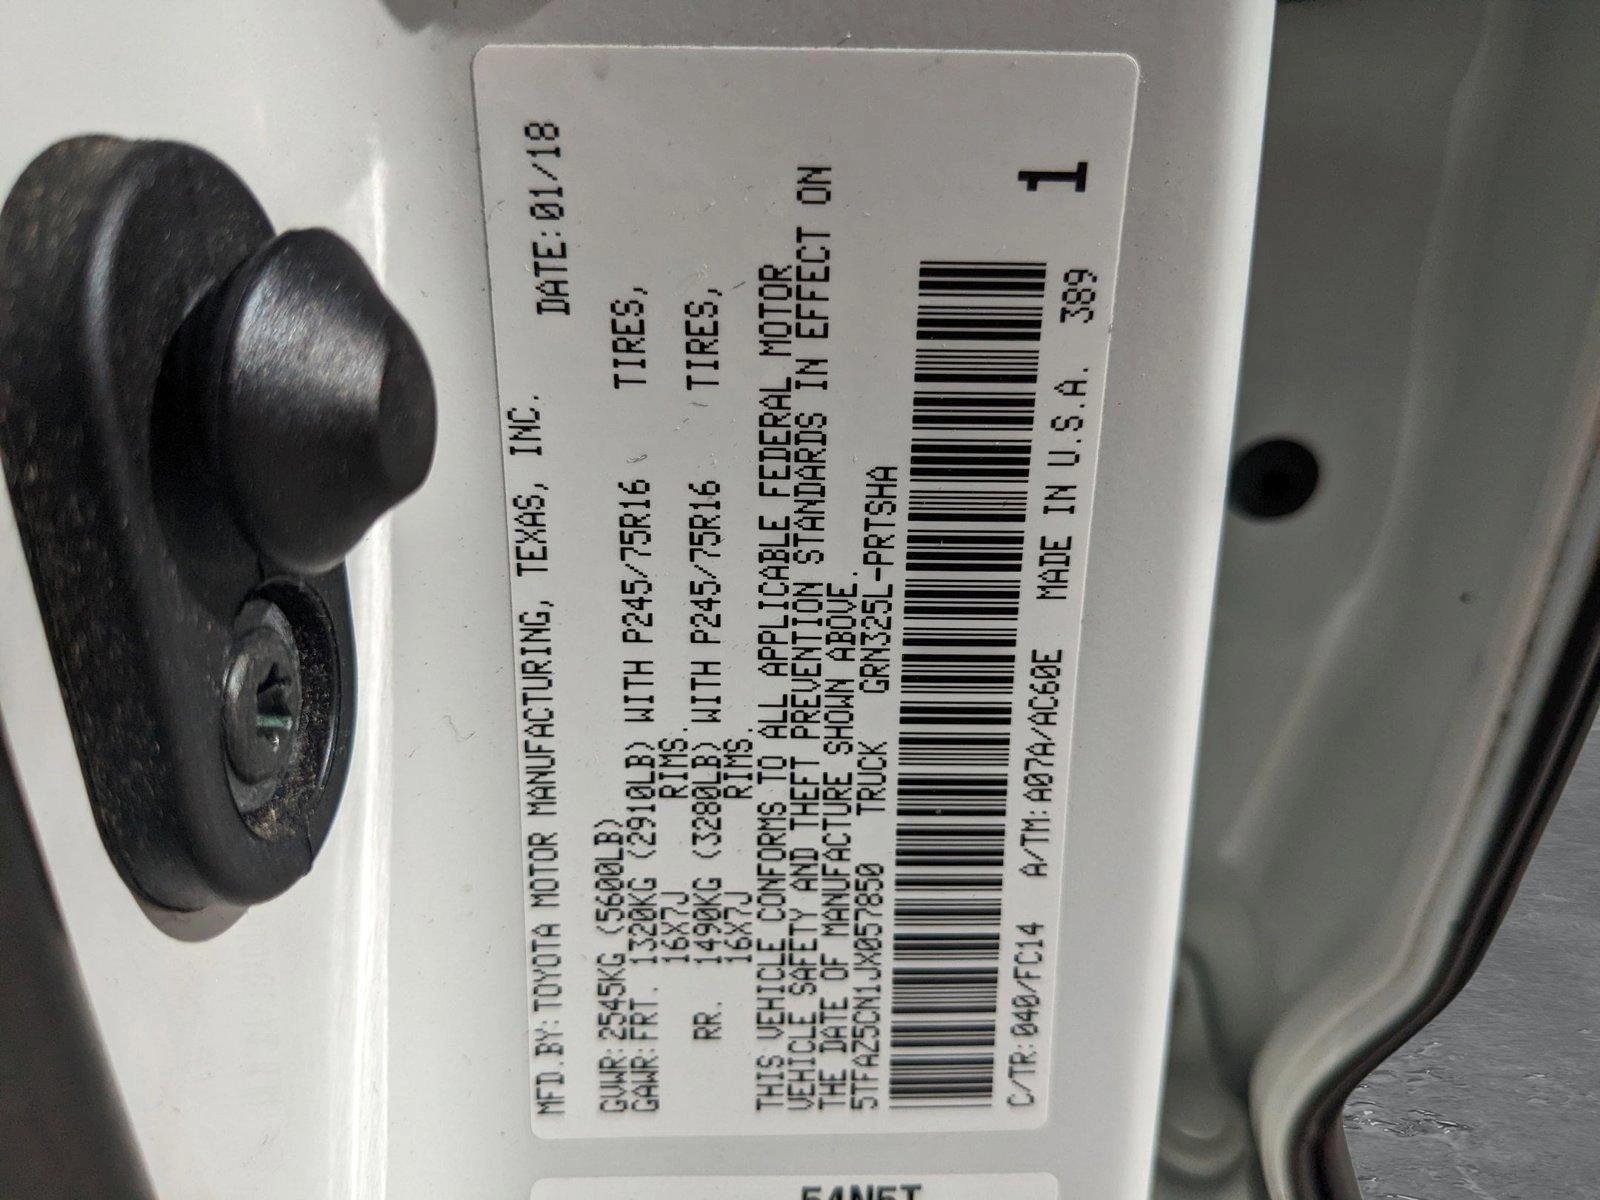 MFD.BY:TOYOTA MOTOR MANUFACTURING, TEXAS, INC.
DATE:01/18
GVWR:2545KG (5600LB)
GAWR:FRT. 1320KG (2910LB) WITH P245/75R16 TIRES,
16X7J RIMS.
RR. 1490KG (3280LB) WITH P245/75R16 TIRES,
16X7J RIMS.
THIS VEHICLE CONFORMS TO ALL APPLICABLE FEDERAL MOTOR
VEHICLE SAFETY AND THEFT PREVENTION STANDARDS IN EFFECT ON
THE DATE OF MANUFACTURE SHOWN ABOVE.
5TFAZ5CN1JX057850 TRUCK GRN325L-PRTSHA
1
C/TR:040/FC14 A/TM:A07A/AC60E MADE IN U.S.A. 389